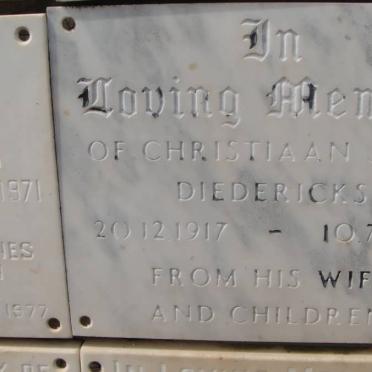 In
Loving Mem
OF CHRISTIAAN
DIEDERICKS
20.12.1917 - 10.7
FROM HIS WIF
AND CHILDREN
1971
1977